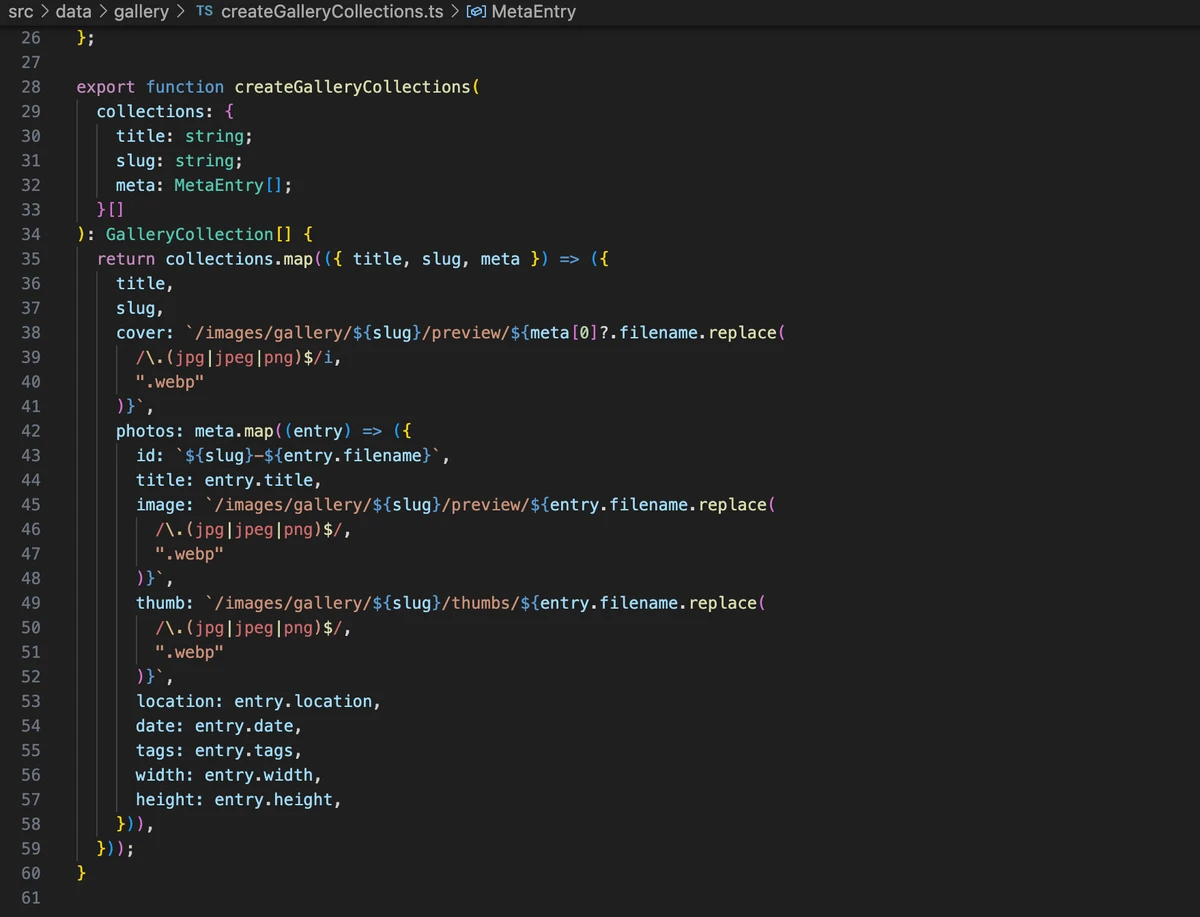 src > data > gallery > TS createGalleryCollections.ts > MetaEntry
26 };
27
28 export function createGalleryCollections(
29   collections: {
30     title: string;
31     slug: string;
32     meta: MetaEntry[];
33   }[]
34 ): GalleryCollection[] {
35   return collections.map(({ title, slug, meta }) => ({
36     title,
37     slug,
38     cover: `/images/gallery/${slug}/preview/${meta[0]?.filename.replace(
39       /\.(jpg|jpeg|png)$/i,
40       ".webp"
41     )}`,
42     photos: meta.map((entry) => ({
43       id: `${slug}-${entry.filename}`,
44       title: entry.title,
45       image: `/images/gallery/${slug}/preview/${entry.filename.replace(
46         /\.(jpg|jpeg|png)$/,
47         ".webp"
48       )}`,
49       thumb: `/images/gallery/${slug}/thumbs/${entry.filename.replace(
50         /\.(jpg|jpeg|png)$/,
51         ".webp"
52       )}`,
53       location: entry.location,
54       date: entry.date,
55       tags: entry.tags,
56       width: entry.width,
57       height: entry.height,
58     })),
59   }));
60 }
61